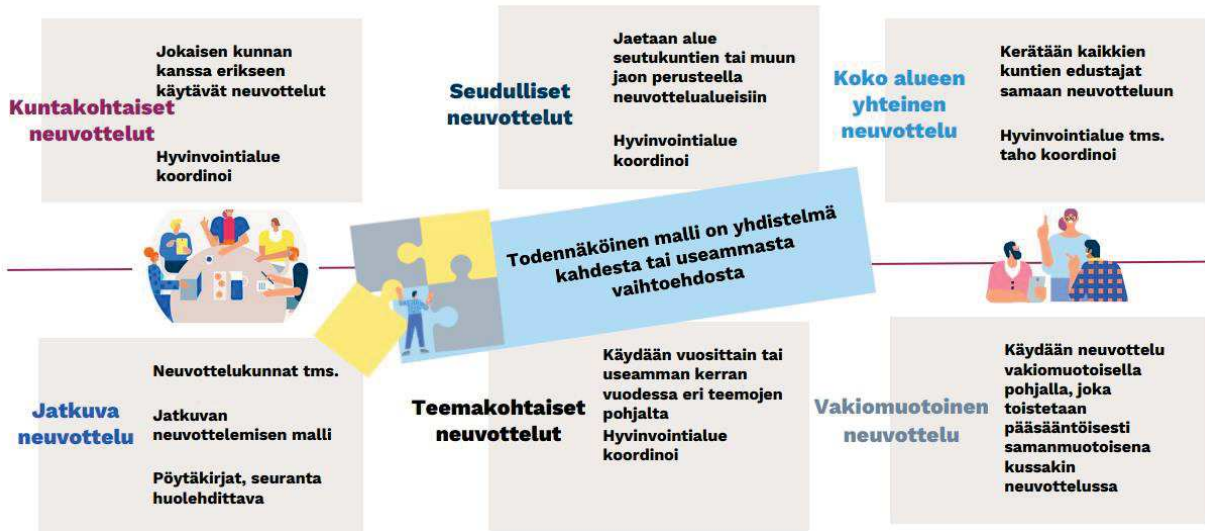 Kuntakohtaiset
neuvottelut
Jokaisen kunnan
kanssa erikseen
käytävät neuvottelut
Hyvinvointialue
koordinoi
Seudulliset
neuvottelut
Jaetaan alue
seutukuntien tai muun
jaon perusteella
neuvottelualueisiin
Hyvinvointialue
koordinoi
Koko alueen
yhteinen
neuvottelu
Kerätään kaikkien
kuntien edustajat
samaan neuvotteluun
Hyvinvointialue tms.
taho koordinoi
Todennäköinen malli on yhdistelmä
kahdesta tai useammasta
vaihtoehdosta
Jatkuva
neuvottelu
Neuvottelukunnat tms.
Jatkuvan
neuvottelemisen malli
Pöytäkirjat, seuranta
huolehdittava
Teemakohtaiset
neuvottelut
Käydään vuosittain tai
useamman kerran
vuodessa eri teemojen
pohjalta
Hyvinvointialue
koordinoi
Vakiomuotoinen
neuvottelu
Käydään neuvottelu
vakiomuotoisella
pohjalla, joka
toistetaan
pääsääntöisesti
samanmuotoisena
kussakin
neuvottelussa